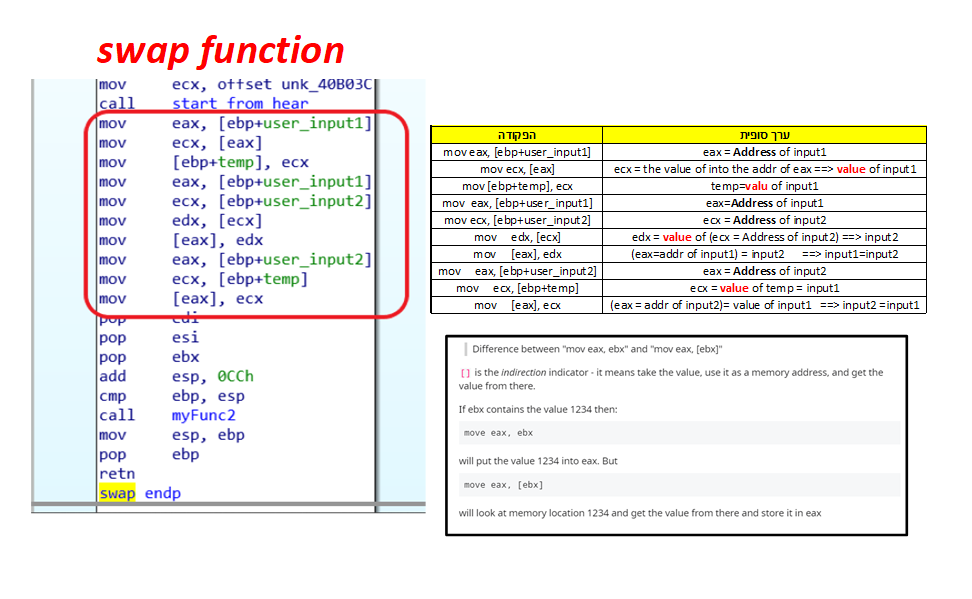 swap function
mov ecx, offset unk_40B03C
call start from hear
mov eax, [ebp+user_input1]
mov ecx, [eax]
mov [ebp+temp], ecx
mov eax, [ebp+user_input1]
mov ecx, [ebp+user_input2]
mov edx, [ecx]
mov [eax], edx
mov eax, [ebp+user_input2]
mov ecx, [ebp+temp]
mov [eax], ecx
pop edi
pop esi
pop ebx
add esp, 0CCh
cmp ebp, esp
call myFunc2
mov esp, ebp
pop ebp
retn
swap endp
הפקודה ערך סופית
mov eax, [ebp+user_input1] eax = Address of input1
mov ecx, [eax] ecx = the value of into the addr of eax ==> value of input1
mov [ebp+temp], ecx temp=valu of input1
mov eax, [ebp+user_input1] eax=Address of input1
mov ecx, [ebp+user_input2] ecx = Address of input2
mov edx, [ecx] edx = value of (ecx = Address of input2) ==> input2
mov [eax], edx (eax=addr of input1) = input2 ==> input1=input2
mov eax, [ebp+user_input2] eax = Address of input2
mov ecx, [ebp+temp] ecx = value of temp = input1
mov [eax], ecx (eax = addr of input2)= value of input1 ==> input2 =input1
Difference between "mov eax, ebx" and "mov eax, [ebx]"
[] is the indirection indicator - it means take the value, use it as a memory address, and get the
value from there.
If ebx contains the value 1234 then:
move eax, ebx
will put the value 1234 into eax. But
move eax, [ebx]
will look at memory location 1234 and get the value from there and store it in eax